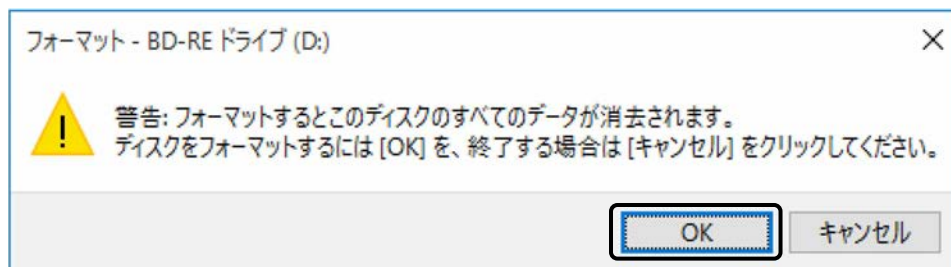 フォーマット - BD-RE ドライブ (D:)
警告: フォーマットするとこのディスクのすべてのデータが消去されます。
ディスクをフォーマットするには [OK] を、終了する場合は [キャンセル] をクリックしてください。
OK
キャンセル